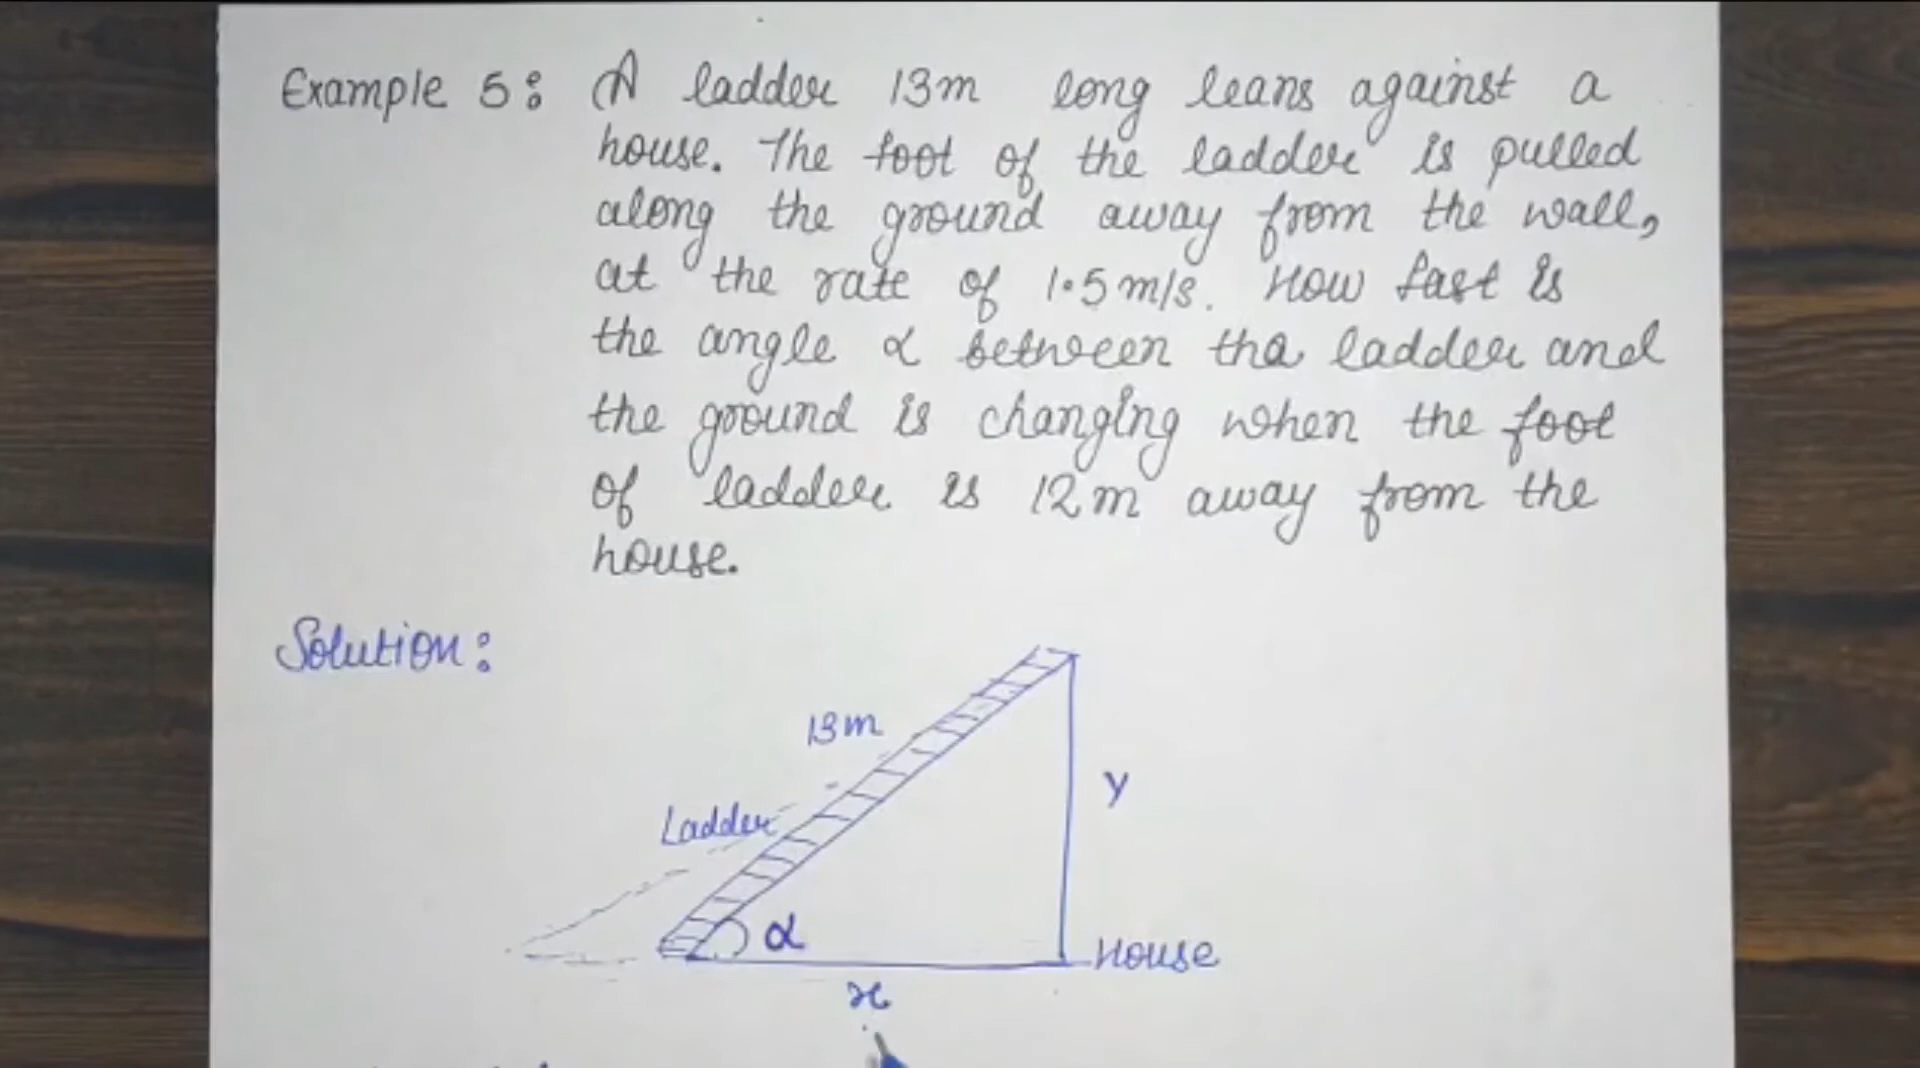 Example 5: A ladder 13m long leans against a
house. The foot of the ladder is pulled
along the ground away from the wall,
at the rate of 1.5 m/s. How fast is
the angle α between tha ladder and
the ground is changing when the foot
of ladder is 12m away from the
house.
Solution:
13m
Ladder
y
α
House
x